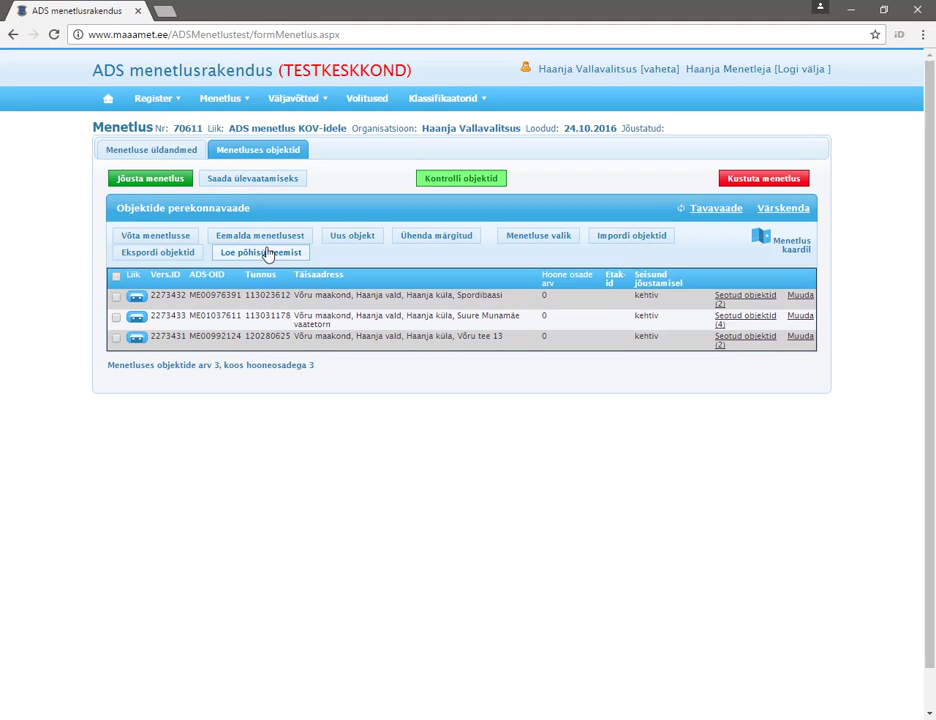 ADS menetlusrakendus
www.maaamet.ee/ADSMenetlustest/formMenetlus.aspx
ADS menetlusrakendus (TESTKESKKOND)
Haanja Vallavalitsus [vaheta] Haanja Menetleja [Logi välja ]
Register Menetlus Väljavõtted Volitused Klassifikaatorid
Menetlus Nr: 70611 Liik: ADS menetlus KOV-idele Organisatsioon: Haanja Vallavalitsus Loodud: 24.10.2016 Jõustatud:
Menetluse üldandmed Menetluses objektid
Jõusta menetlus Saada ülevaatamiseks Kontrolli objektid Kustuta menetlus
Objektide perekonnavaade Tavavaade Värskenda
Võta menetlusse Eemalda menetlusest Uus objekt Ühenda märgitud Menetluse valik Impordi objektid Menetlus kaardil
Ekspordi objektid Loe põhisüsteemist
Liik Vers.ID ADS-OID Tunnus Täisaadress Hoone osade arv Etak-id Seisund jõustamisel
2273432 ME00976391 113023612 Võru maakond, Haanja vald, Haanja küla, Spordibaasi 0 kehtiv Seotud objektid (2) Muuda
2273433 ME01037611 113031178 Võru maakond, Haanja vald, Haanja küla, Suure Munamäe vaatetorn 0 kehtiv Seotud objektid (4) Muuda
2273431 ME00992124 120280625 Võru maakond, Haanja vald, Haanja küla, Võru tee 13 0 kehtiv Seotud objektid (2) Muuda
Menetluses objektide arv 3, koos hooneosadega 3